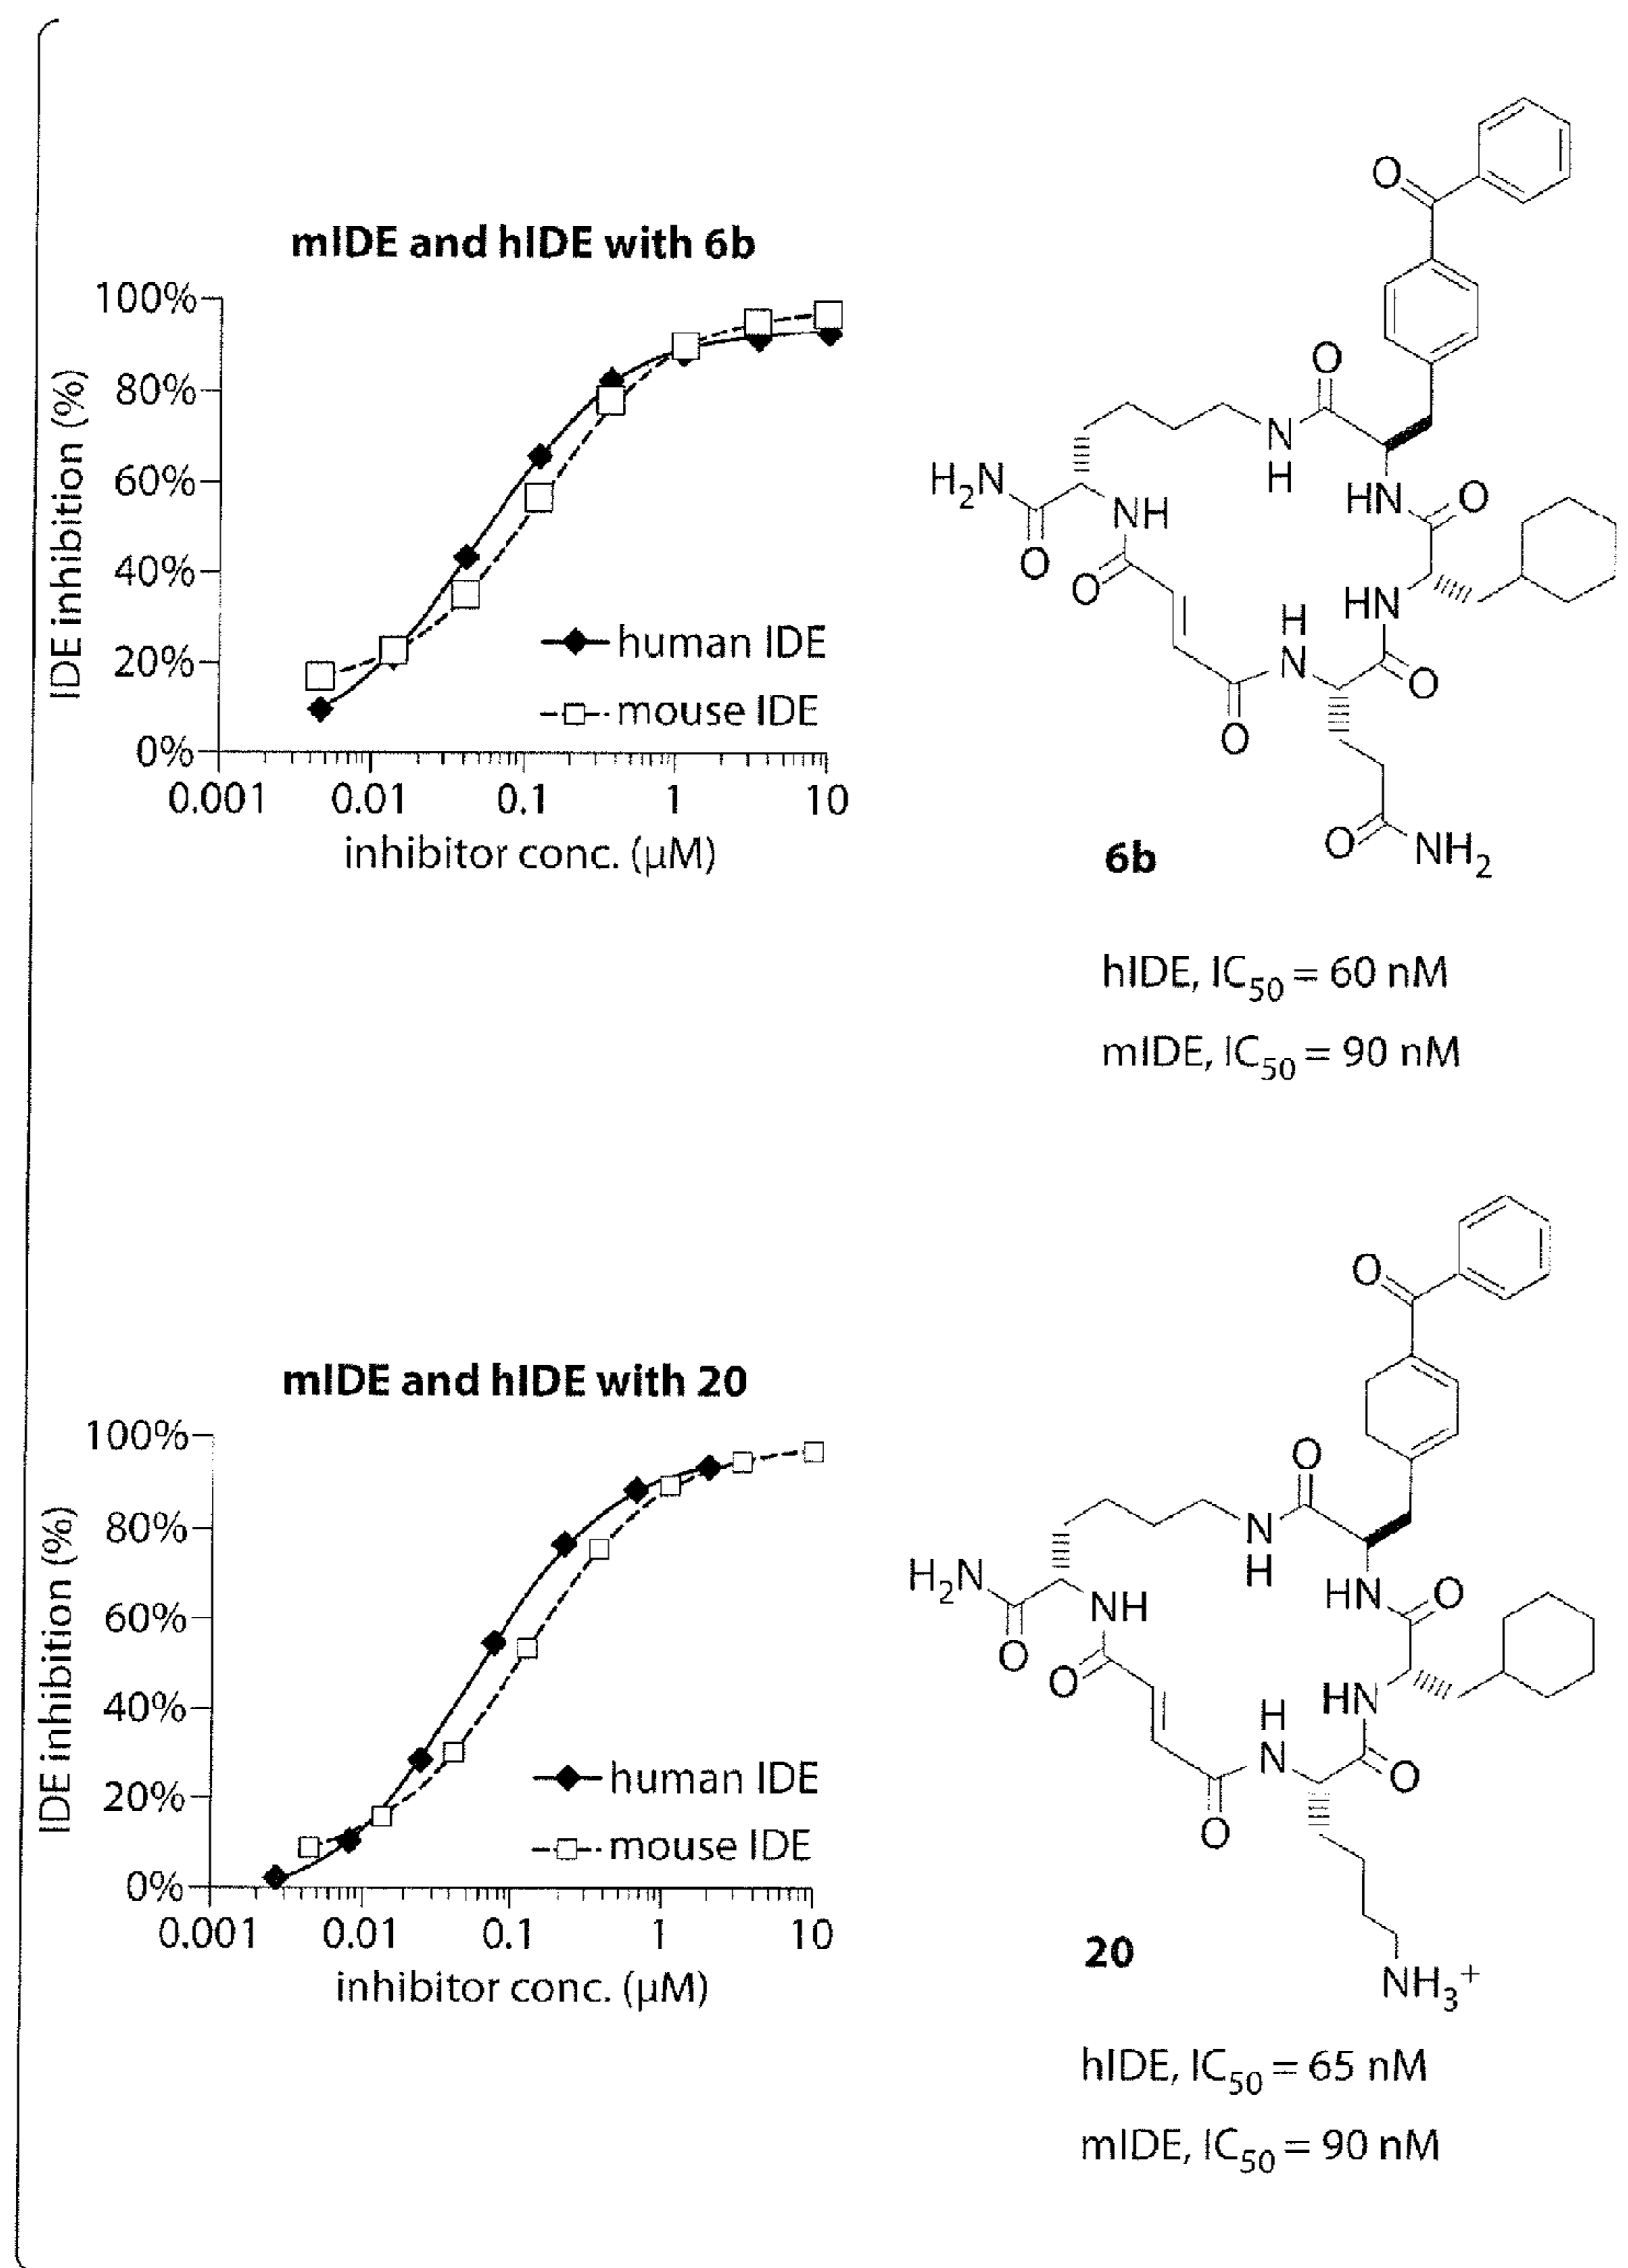 mIDE and hIDE with 6b
100%
80%
60%
40%
20%
0%
IDE inhibition (%)
human IDE
mouse IDE
0.001 0.01 0.1 1 10
inhibitor conc. (µM)
O
O
N
H
H2N
O
NH
HN
O
O
HN
H
N
O
O
O
NH2
6b
hIDE, IC50 = 60 nM
mIDE, IC50 = 90 nM
mIDE and hIDE with 20
100%
80%
60%
40%
20%
0%
IDE inhibition (%)
human IDE
mouse IDE
0.001 0.01 0.1 1 10
inhibitor conc. (µM)
O
O
N
H
H2N
O
NH
HN
O
O
HN
H
N
O
O
NH3+
20
hIDE, IC50 = 65 nM
mIDE, IC50 = 90 nM